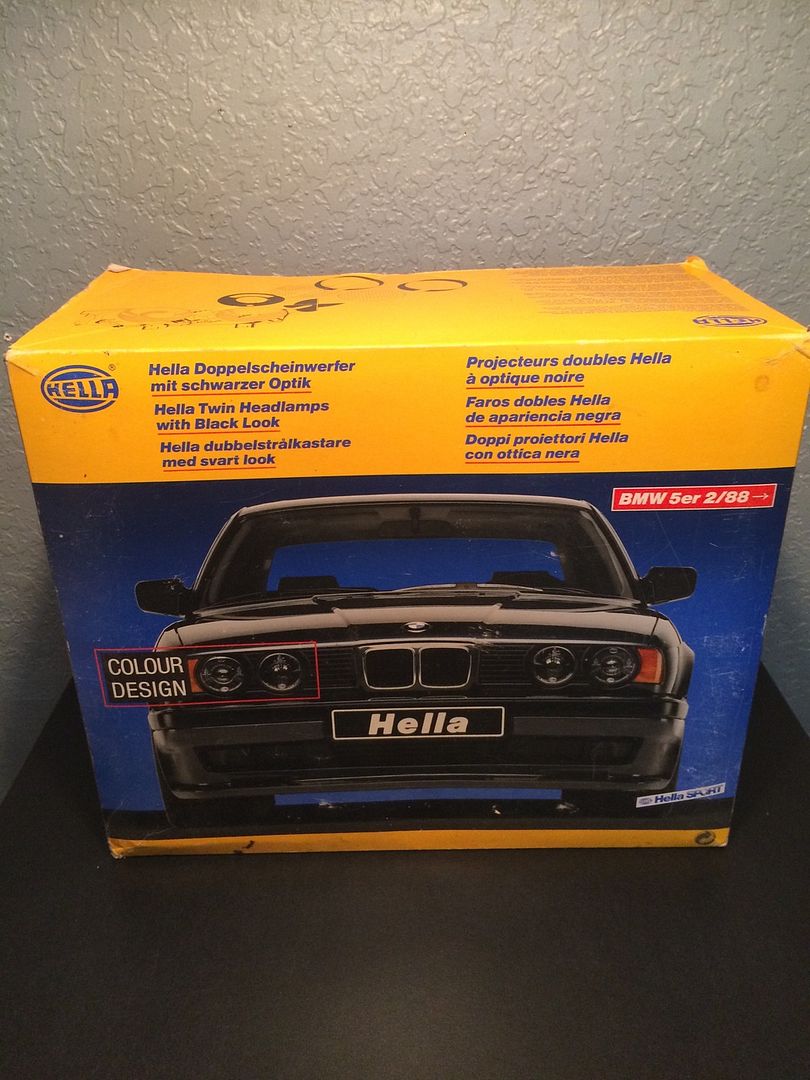 HELLA
HELLA
Hella Doppelscheinwerfer
mit schwarzer Optik
Hella Twin Headlamps
with Black Look
Hella dubbelstrålkastare
med svart look
Projecteurs doubles Hella
à optique noire
Faros dobles Hella
de apariencia negra
Doppi proiettori Hella
con ottica nera
BMW 5er 2/88→
COLOUR
DESIGN
Hella
Hella SPORT